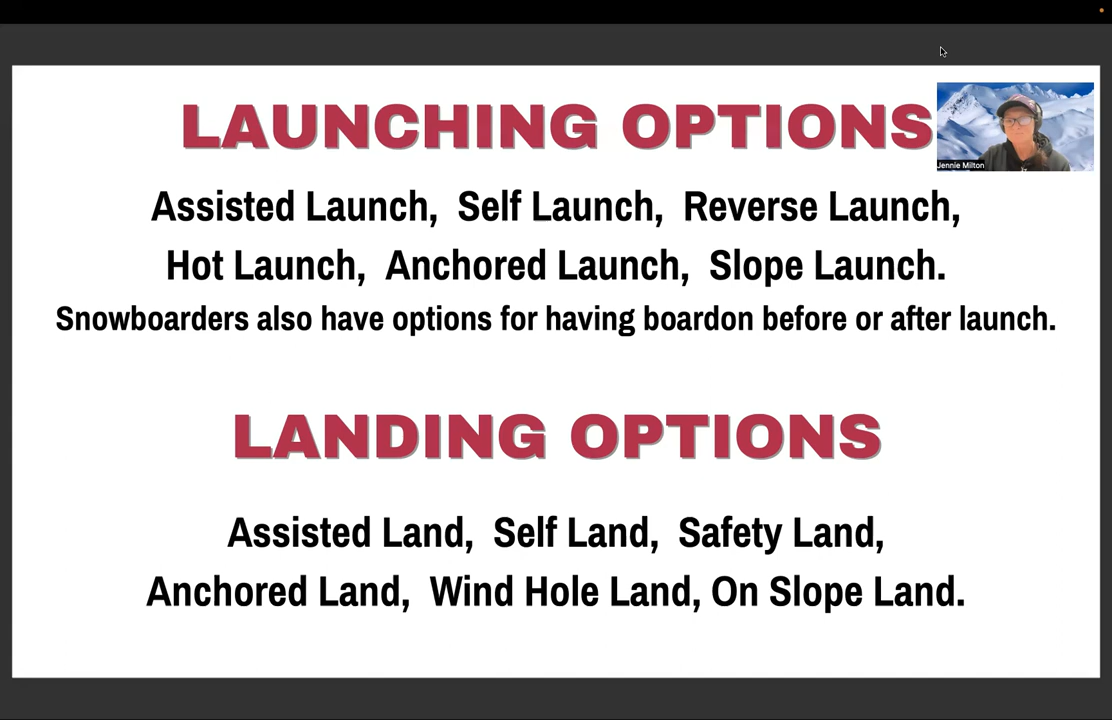 LAUNCHING OPTIONS
Jennie Milton
Assisted Launch, Self Launch, Reverse Launch,
Hot Launch, Anchored Launch, Slope Launch.
Snowboarders also have options for having boardon before or after launch.
LANDING OPTIONS
Assisted Land, Self Land, Safety Land,
Anchored Land, Wind Hole Land, On Slope Land.